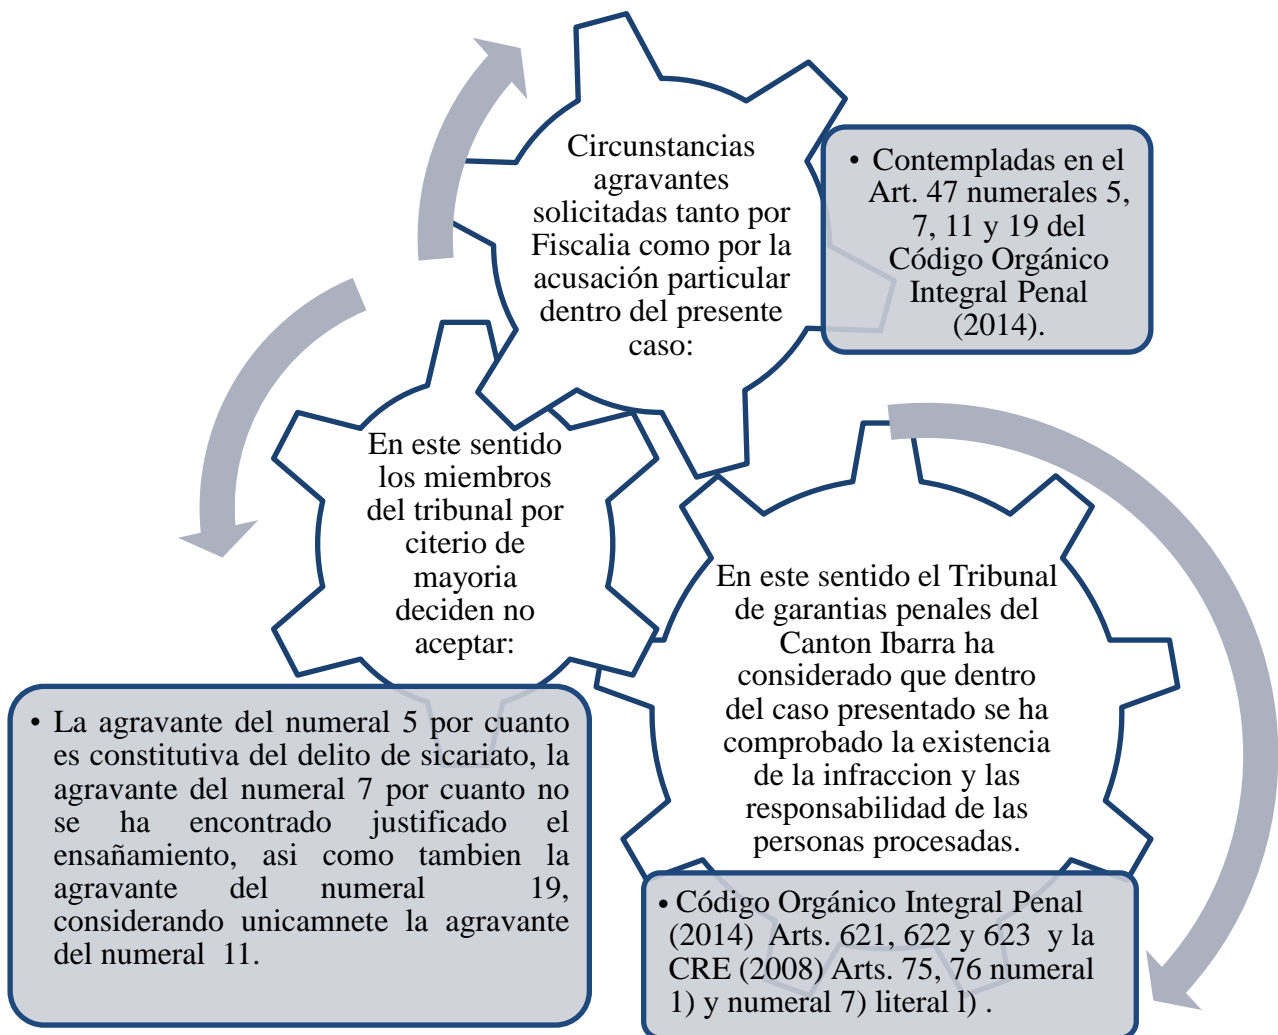 Circunstancias
agravantes
solicitadas tanto por
Fiscalia como por la
acusación particular
dentro del presente
caso:
• Contempladas en el
Art. 47 numerales 5,
7, 11 y 19 del
Código Orgánico
Integral Penal
(2014).
En este sentido
los miembros
del tribunal por
citerio de
mayoria
deciden no
aceptar:
• La agravante del numeral 5 por cuanto
es constitutiva del delito de sicariato, la
agravante del numeral 7 por cuanto no
se ha encontrado justificado el
ensañamiento, asi como tambien la
agravante del numeral 19,
considerando unicamnete la agravante
del numeral 11.
En este sentido el Tribunal
de garantias penales del
Canton Ibarra ha
considerado que dentro
del caso presentado se ha
comprobado la existencia
de la infraccion y las
responsabilidad de las
personas procesadas.
• Código Orgánico Integral Penal
(2014) Arts. 621, 622 y 623 y la
CRE (2008) Arts. 75, 76 numeral
1) y numeral 7) literal l) .